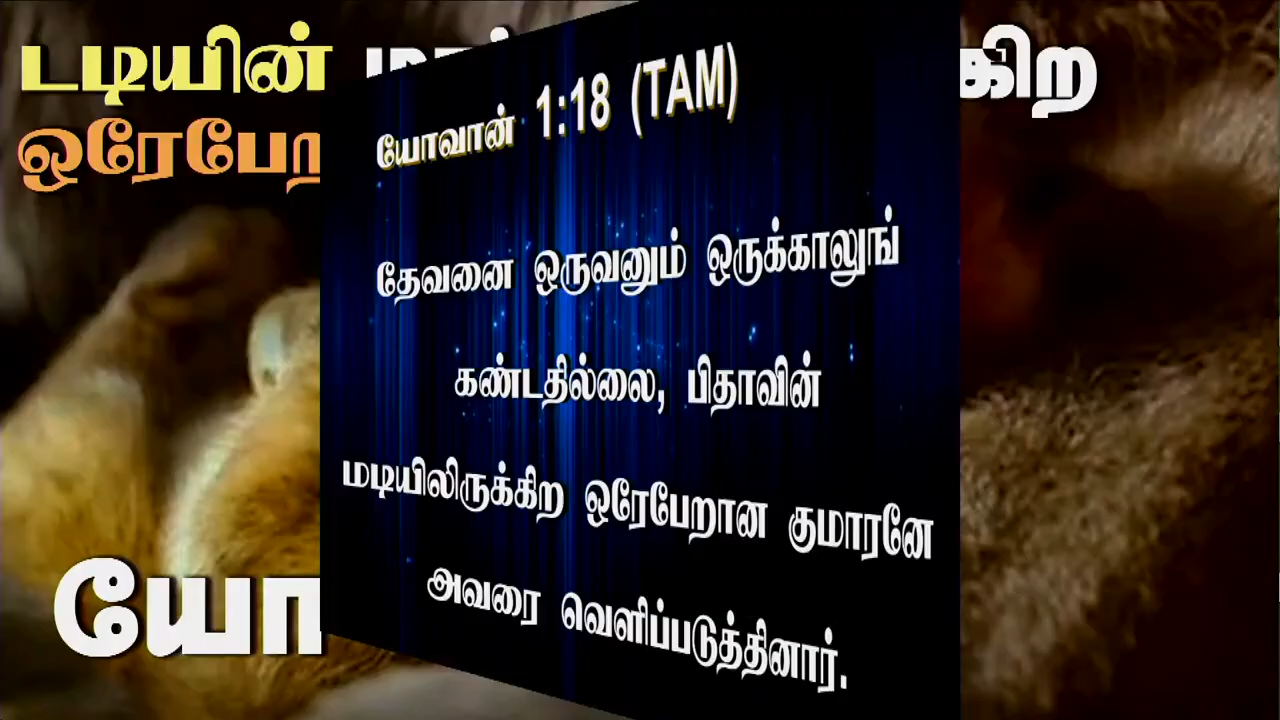 டடியின்
கிற
ஒரேபேற
யோவான் 1:18 (TAM)
தேவனை ஒருவனும் ஒருக்காலுங்
கண்டதில்லை, பிதாவின்
மடியிலிருக்கிற ஒரேபேறான குமாரனே
அவரை வெளிப்படுத்தினார்.
யோ